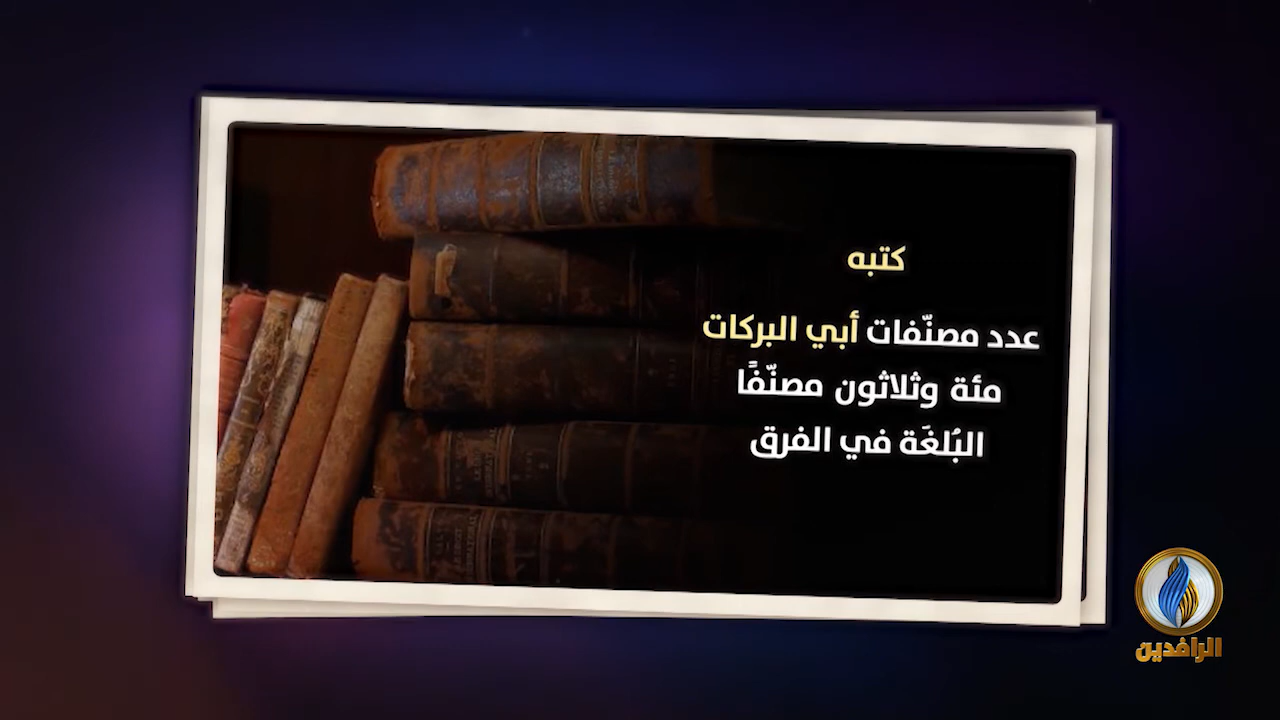 كتبه
عدد مصنّفات أبي البركات
مئة وثلاثون مصنّفًا
البُلغَة في الفرق
الرافدين